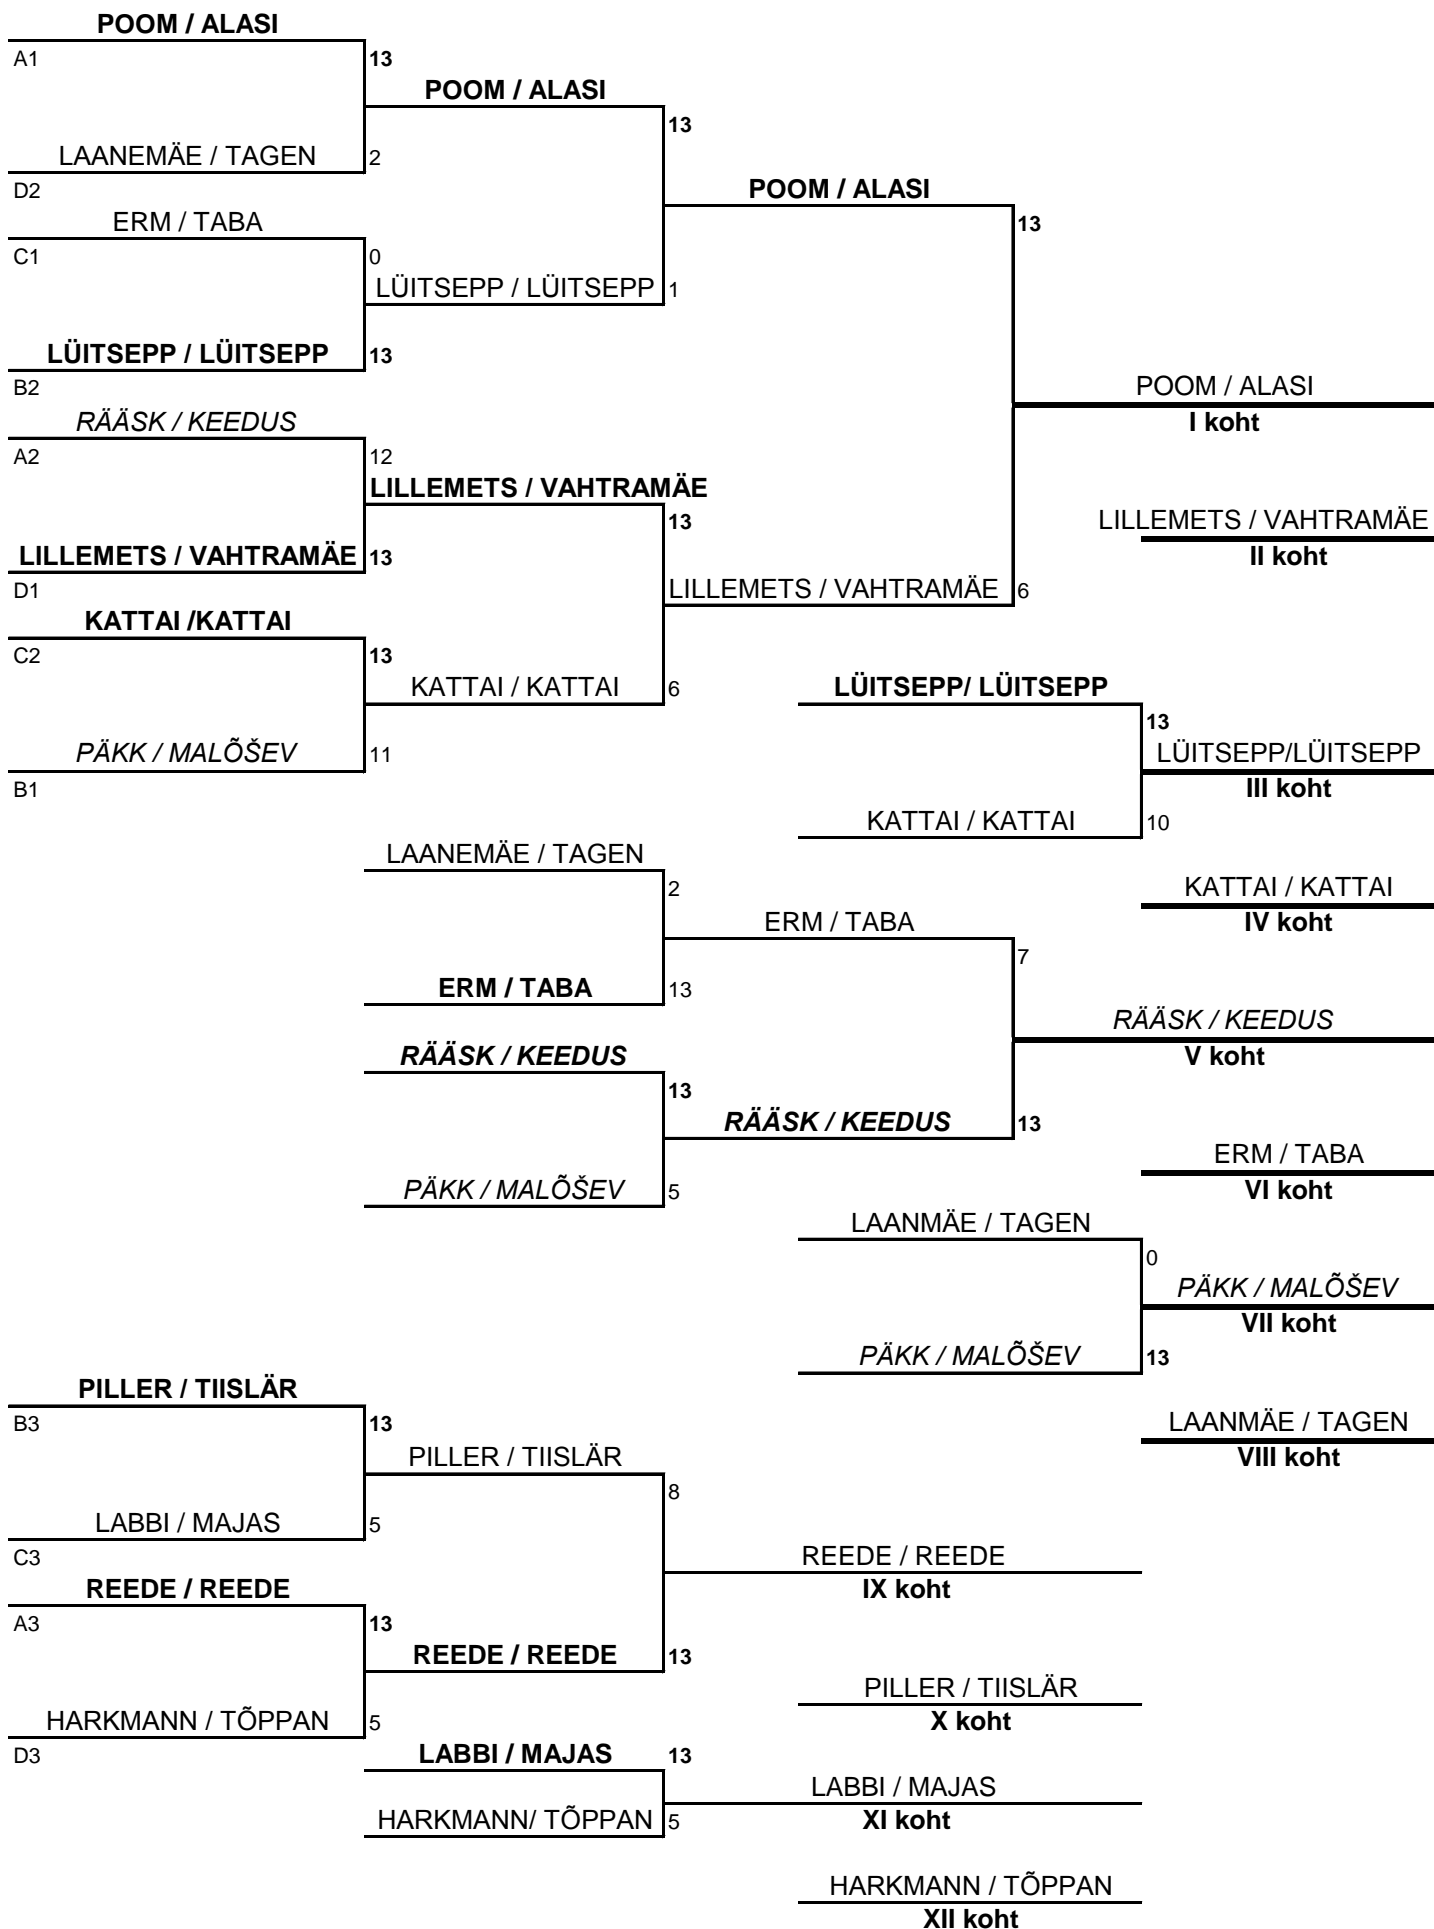 POOM / ALASI
A1
13
POOM / ALASI
13
LAANEMÄE / TAGEN
2
D2
POOM / ALASI
ERM / TABA
13
C1
0
LÜITSEPP / LÜITSEPP
1
LÜITSEPP / LÜITSEPP
13
B2
POOM / ALASI
I koht
RÄÄSK / KEEDUS
A2
12
LILLEMETS / VAHTRAMÄE
13
LILLEMETS / VAHTRAMÄE
II koht
LILLEMETS / VAHTRAMÄE
13
D1
LILLEMETS / VAHTRAMÄE
6
KATTAI /KATTAI
C2
13
KATTAI / KATTAI
6
LÜITSEPP/ LÜITSEPP
13
PÄKK / MALÕŠEV
11
B1
LÜITSEPP/LÜITSEPP
III koht
KATTAI / KATTAI
10
LAANEMÄE / TAGEN
2
KATTAI / KATTAI
IV koht
ERM / TABA
7
ERM / TABA
13
RÄÄSK / KEEDUS
V koht
RÄÄSK / KEEDUS
13
RÄÄSK / KEEDUS
13
ERM / TABA
VI koht
PÄKK / MALÕŠEV
5
LAANMÄE / TAGEN
0
PÄKK / MALÕŠEV
VII koht
PÄKK / MALÕŠEV
13
PILLER / TIISLÄR
B3
13
LAANMÄE / TAGEN
VIII koht
PILLER / TIISLÄR
8
LABBI / MAJAS
5
C3
REEDE / REEDE
IX koht
REEDE / REEDE
A3
13
REEDE / REEDE
13
PILLER / TIISLÄR
X koht
HARKMANN / TÕPPAN
5
D3
LABBI / MAJAS
13
LABBI / MAJAS
XI koht
HARKMANN/ TÕPPAN
5
HARKMANN / TÕPPAN
XII koht